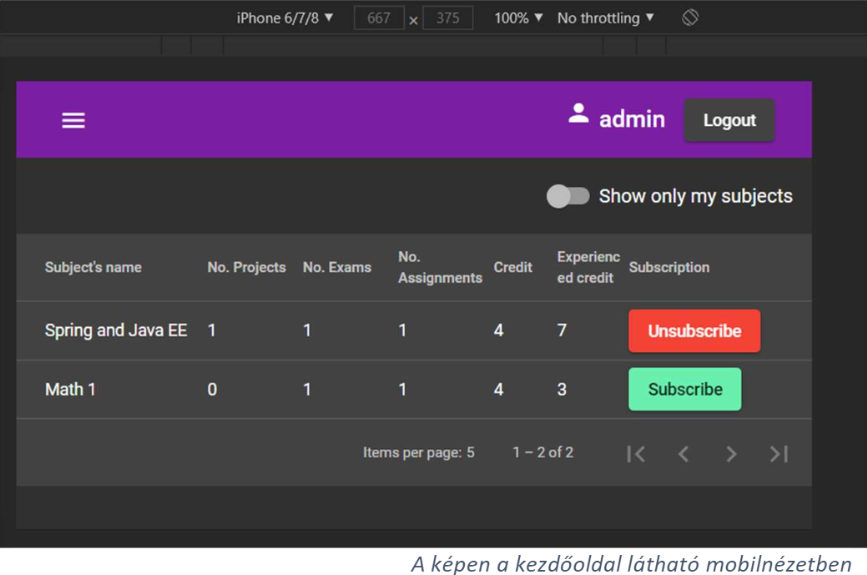 iPhone 6/7/8 ▼ 667 × 375 100% ▼ No throttling ▼
admin Logout
Show only my subjects
Subject's name No. Projects No. Exams No. Assignments Credit Experienc ed credit Subscription
Spring and Java EE 1 1 1 4 7 Unsubscribe
Math 1 0 1 1 4 3 Subscribe
Items per page: 5 1 – 2 of 2
A képen a kezdőoldal látható mobilnézetben